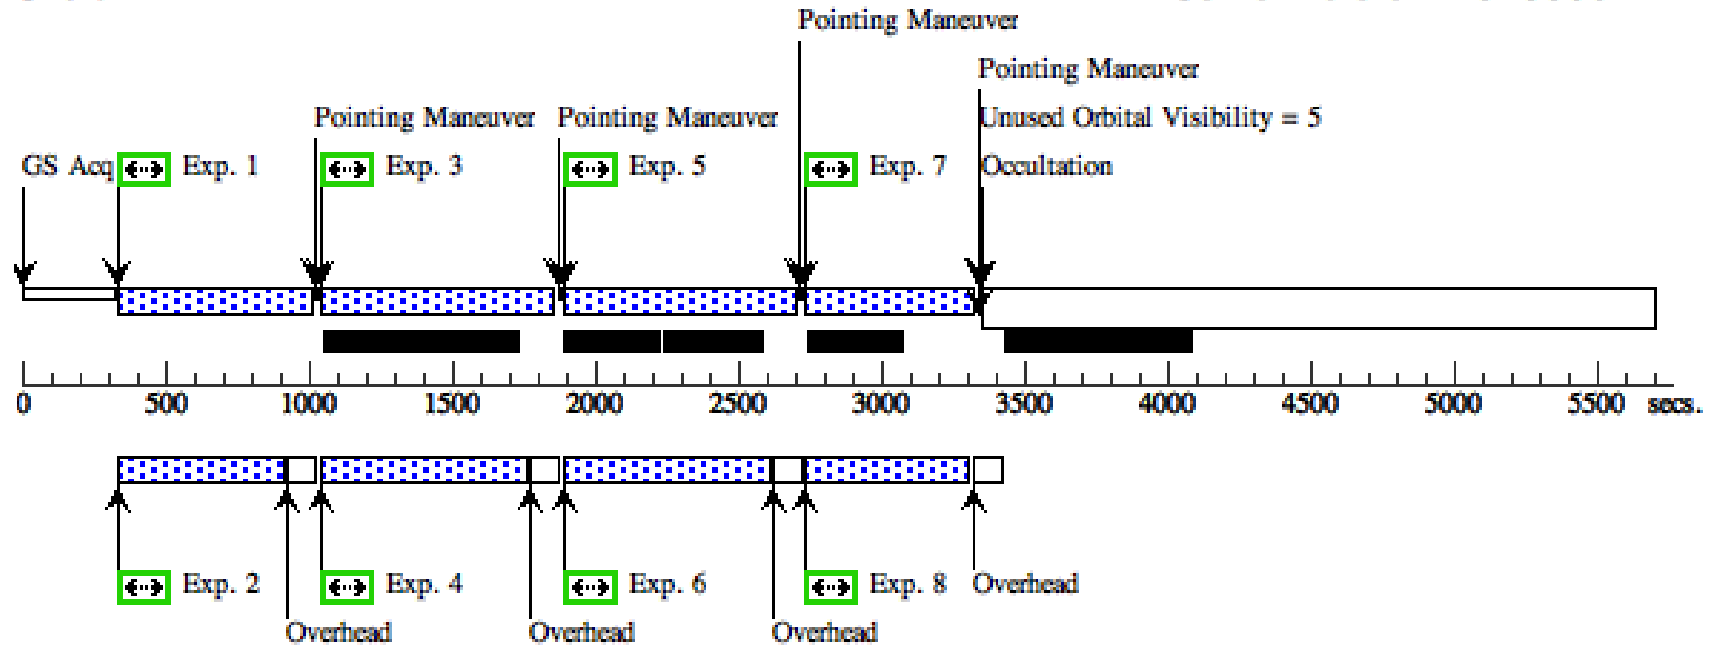 Pointing Maneuver
Pointing Maneuver
Pointing Maneuver Pointing Maneuver Unused Orbital Visibility = 5
GS Acq Exp. 1 Exp. 3 Exp. 5 Exp. 7 Occultation
0 500 1000 1500 2000 2500 3000 3500 4000 4500 5000 5500 secs.
Exp. 2 Exp. 4 Exp. 6 Exp. 8 Overhead
Overhead Overhead Overhead